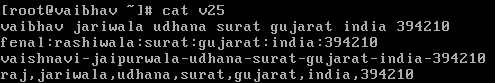 [root@vaibhav ~]# cat v25
vaibhav jariwala udhana surat gujarat india 394210
fenal:rashiwala:surat:gujarat:india:394210
vaishnavi-jaipurwala-udhana-surat-gujarat-india-394210
raj,jariwala,udhana,surat,gujarat,india,394210